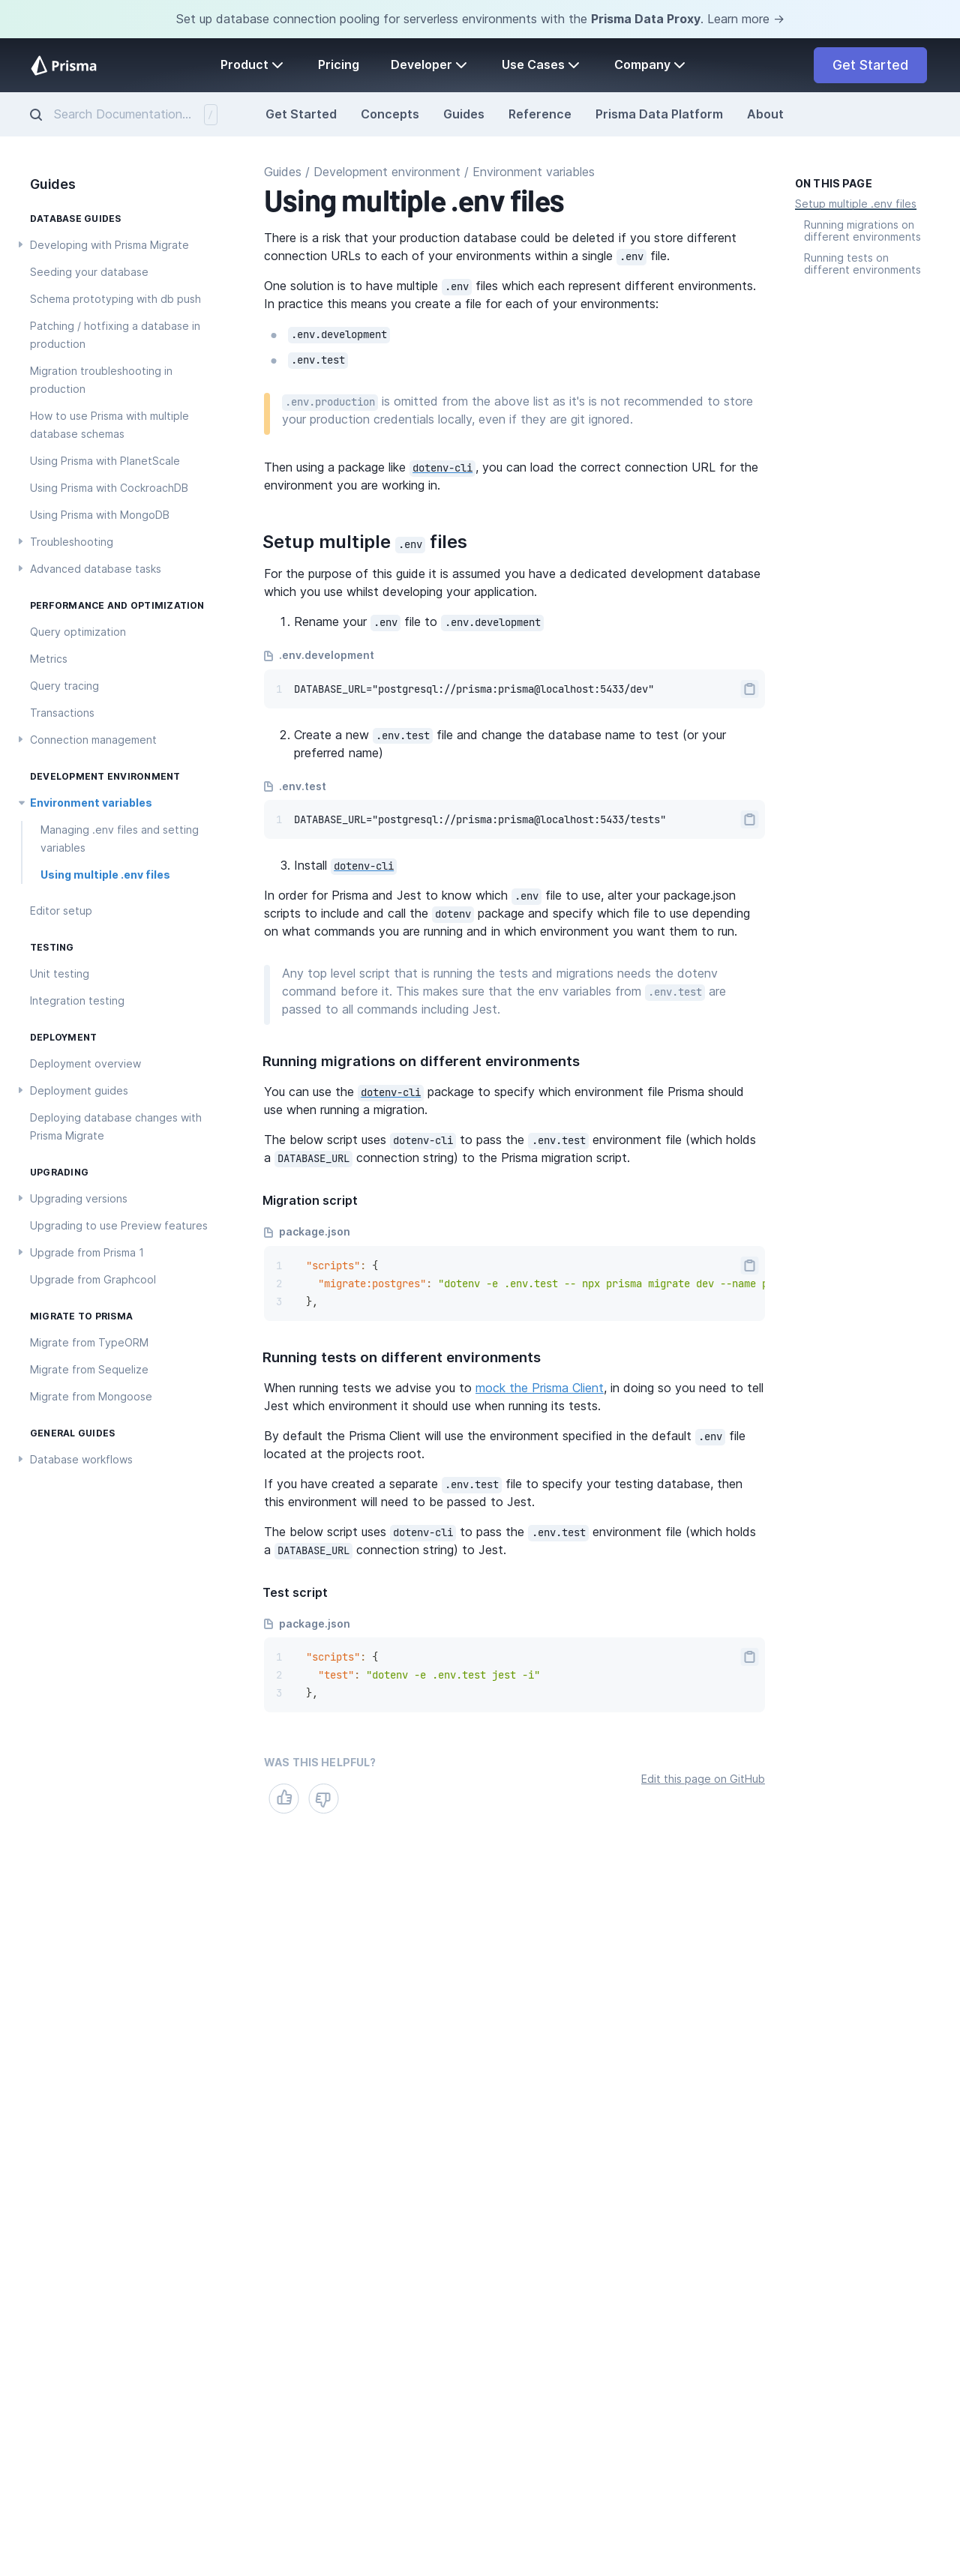 Set up database connection pooling for serverless environments with the Prisma Data Proxy. Learn more →
Prisma
Product
Pricing
Developer
Use Cases
Company
Get Started
Search Documentation...
/
Get Started
Concepts
Guides
Reference
Prisma Data Platform
About
Guides
DATABASE GUIDES
Developing with Prisma Migrate
Seeding your database
Schema prototyping with db push
Patching / hotfixing a database in
production
Migration troubleshooting in
production
How to use Prisma with multiple
database schemas
Using Prisma with PlanetScale
Using Prisma with CockroachDB
Using Prisma with MongoDB
Troubleshooting
Advanced database tasks
PERFORMANCE AND OPTIMIZATION
Query optimization
Metrics
Query tracing
Transactions
Connection management
DEVELOPMENT ENVIRONMENT
Environment variables
Managing .env files and setting
variables
Using multiple .env files
Editor setup
TESTING
Unit testing
Integration testing
DEPLOYMENT
Deployment overview
Deployment guides
Deploying database changes with
Prisma Migrate
UPGRADING
Upgrading versions
Upgrading to use Preview features
Upgrade from Prisma 1
Upgrade from Graphcool
MIGRATE TO PRISMA
Migrate from TypeORM
Migrate from Sequelize
Migrate from Mongoose
GENERAL GUIDES
Database workflows
Guides / Development environment / Environment variables
Using multiple .env files
There is a risk that your production database could be deleted if you store different
connection URLs to each of your environments within a single .env file.
One solution is to have multiple .env files which each represent different environments.
In practice this means you create a file for each of your environments:
.env.development
.env.test
.env.production is omitted from the above list as it's is not recommended to store
your production credentials locally, even if they are git ignored.
Then using a package like dotenv-cli, you can load the correct connection URL for the
environment you are working in.
Setup multiple .env files
For the purpose of this guide it is assumed you have a dedicated development database
which you use whilst developing your application.
1. Rename your .env file to .env.development
.env.development
1 DATABASE_URL="postgresql://prisma:prisma@localhost:5433/dev"
2. Create a new .env.test file and change the database name to test (or your
preferred name)
.env.test
1 DATABASE_URL="postgresql://prisma:prisma@localhost:5433/tests"
3. Install dotenv-cli
In order for Prisma and Jest to know which .env file to use, alter your package.json
scripts to include and call the dotenv package and specify which file to use depending
on what commands you are running and in which environment you want them to run.
Any top level script that is running the tests and migrations needs the dotenv
command before it. This makes sure that the env variables from .env.test are
passed to all commands including Jest.
Running migrations on different environments
You can use the dotenv-cli package to specify which environment file Prisma should
use when running a migration.
The below script uses dotenv-cli to pass the .env.test environment file (which holds
a DATABASE_URL connection string) to the Prisma migration script.
Migration script
package.json
1 "scripts": {
2 "migrate:postgres": "dotenv -e .env.test -- npx prisma migrate dev --name p
3 },
Running tests on different environments
When running tests we advise you to mock the Prisma Client, in doing so you need to tell
Jest which environment it should use when running its tests.
By default the Prisma Client will use the environment specified in the default .env file
located at the projects root.
If you have created a separate .env.test file to specify your testing database, then
this environment will need to be passed to Jest.
The below script uses dotenv-cli to pass the .env.test environment file (which holds
a DATABASE_URL connection string) to Jest.
Test script
package.json
1 "scripts": {
2 "test": "dotenv -e .env.test jest -i"
3 },
WAS THIS HELPFUL?
Edit this page on GitHub
ON THIS PAGE
Setup multiple .env files
Running migrations on
different environments
Running tests on
different environments